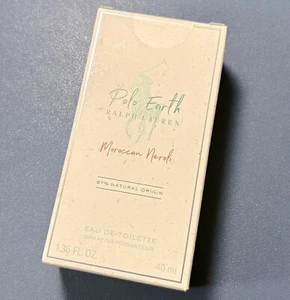 Polo Earth
RALPH LAUREN
Moroccan Neroli
97% NATURAL ORIGIN
EAU DE TOILETTE
1.36 FL. OZ.
40 ml